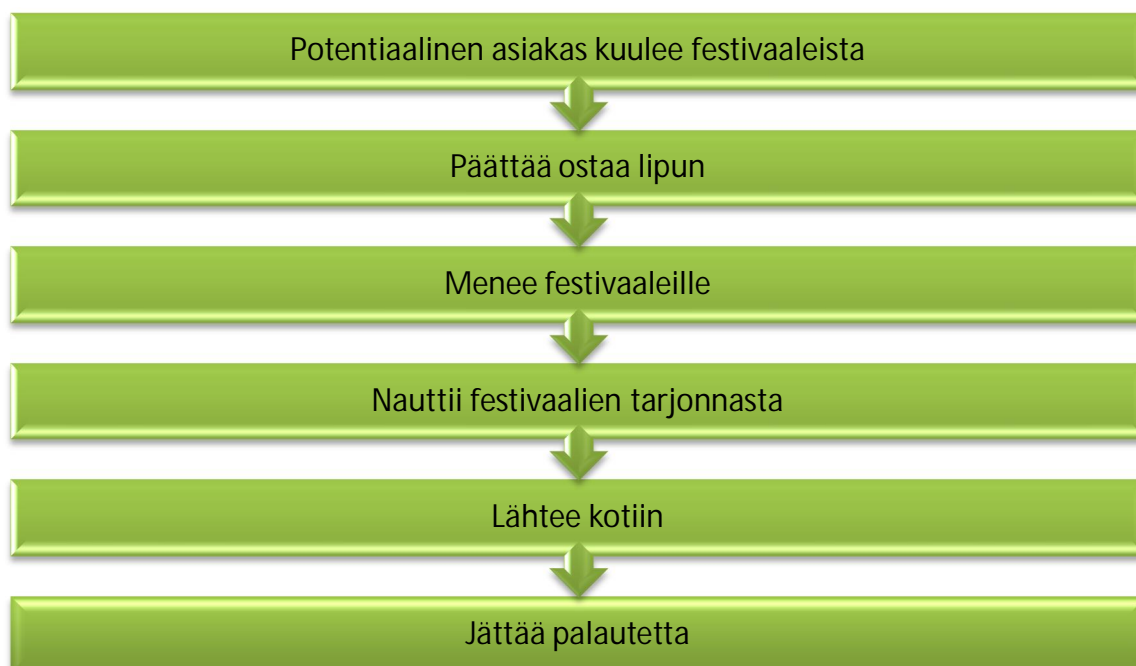 Potentiaalinen asiakas kuulee festivaaleista
Päättää ostaa lipun
Menee festivaaleille
Nauttii festivaalien tarjonnasta
Lähtee kotiin
Jättää palautetta